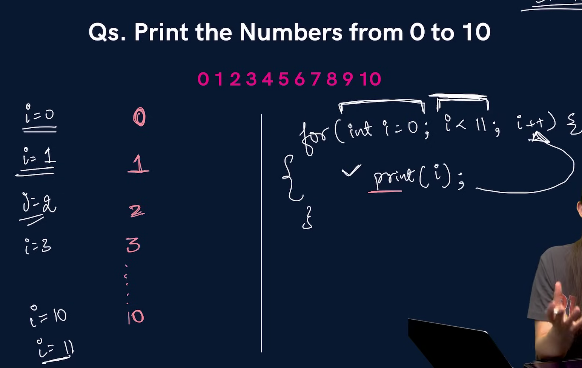 Qs. Print the Numbers from 0 to 10
0 1 2 3 4 5 6 7 8 9 10
i=0 0
i=1 1
i=2 2
i=3 3
i=10 10
i=11
for(int i=0; i<11; i++) {
{
print(i);
}